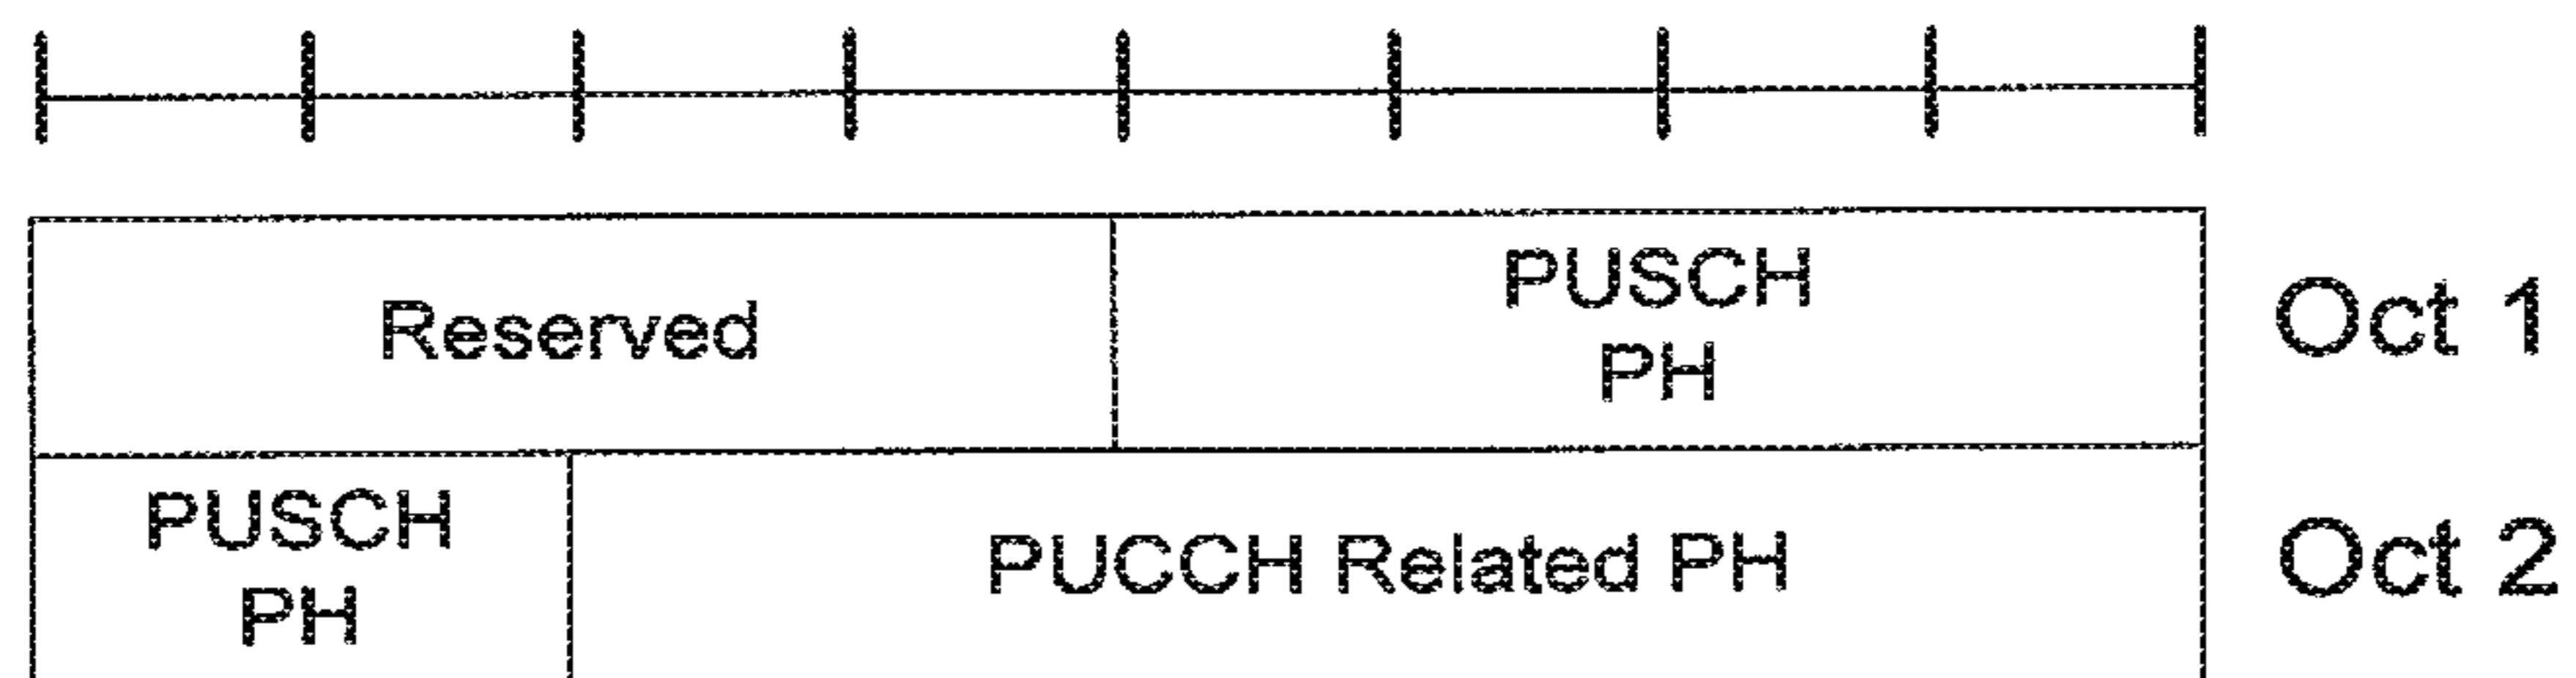 Reserved
PUSCH
PH
Oct 1
PUSCH
PH
PUCCH Related PH
Oct 2